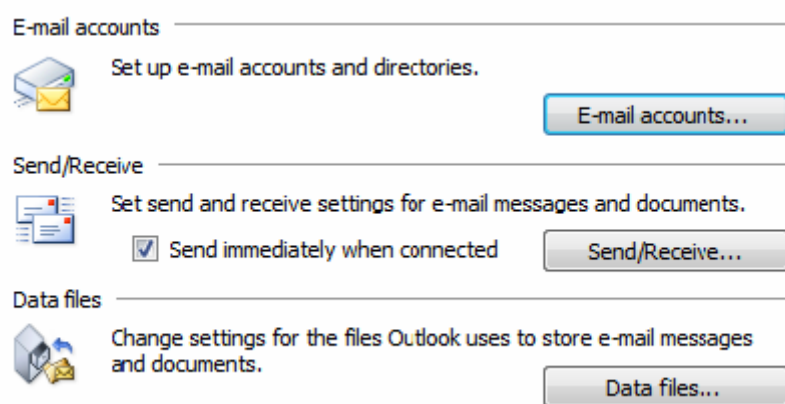 E-mail accounts
Set up e-mail accounts and directories.
E-mail accounts...
Send/Receive
Set send and receive settings for e-mail messages and documents.
Send immediately when connected
Send/Receive...
Data files
Change settings for the files Outlook uses to store e-mail messages
and documents.
Data files...